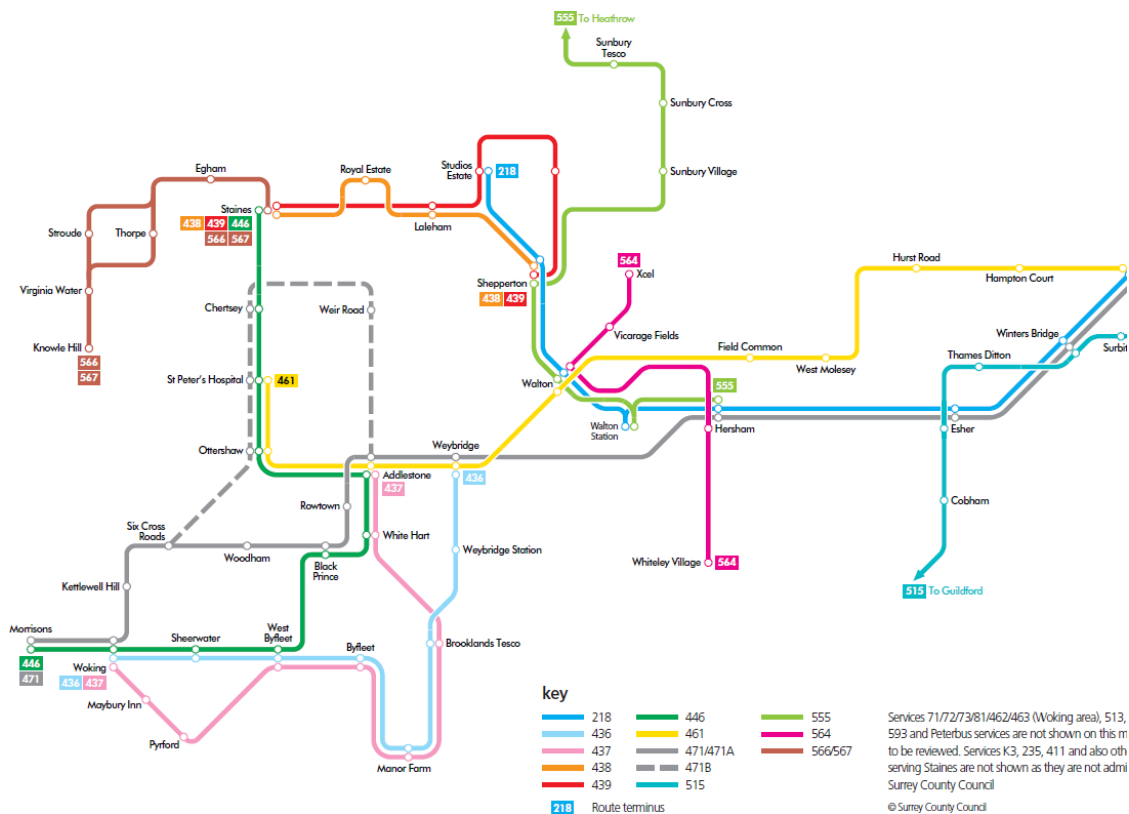 555 To Heathrow
Sunbury
Tesco
Sunbury Cross
Sunbury Village
Egham
Royal Estate
Studios
Estate
218
Staines
438 439 446
566 567
Laleham
Stroude
Thorpe
Virginia Water
Knowle Hill
566
567
Chertsey
Weir Road
Shepperton
438 439
564
Xcel
Vicarage Fields
Hurst Road
Hampton Court
Field Common
West Molesey
Winters Bridge
Thames Ditton
St Peter's Hospital
461
Walton
555
Walton
Station
Hersham
Esher
Ottershaw
Weybridge
436
Addlestone
437
Rowtown
White Hart
Cobham
Six Cross
Roads
Woodham
Black
Prince
Weybridge Station
Whiteley Village
564
515 To Guildford
Kettlewell Hill
Morrisons
446
471
Sheerwater
West
Byfleet
Byfleet
Brooklands Tesco
Woking
436 437
Maybury Inn
Pyrford
Manor Farm
key
218
436
437
438
439
446
461
471/471A
471B
515
555
564
566/567
218 Route terminus
Services 71/72/73/81/462/463 (Woking area), 513,
593 and Peterbus services are not shown on this
to be reviewed. Services K3, 235, 411 and also
serving Staines are not shown as they are not
Surrey County Council
© Surrey County Council